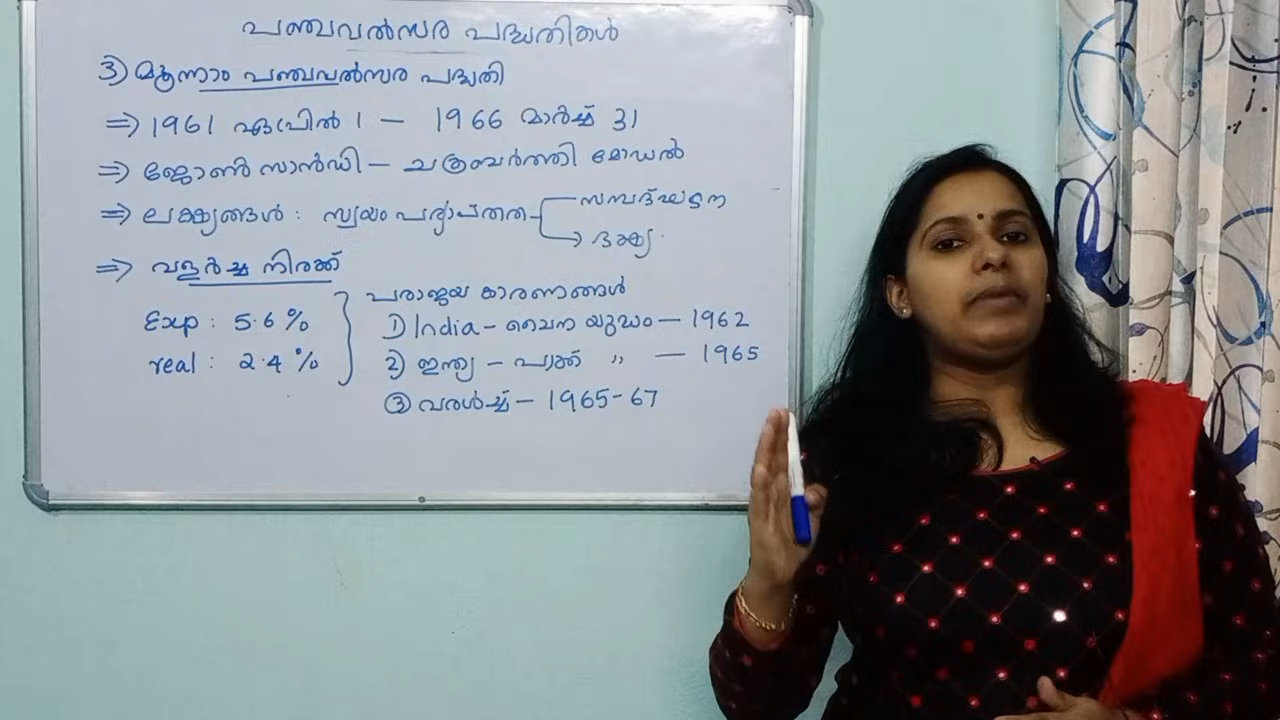 പഞ്ചവൽസര പദ്ധതികൾ
3) മൂന്നാം പഞ്ചവൽസര പദ്ധതി
⇒ 1961 ഏപ്രിൽ 1 — 1966 മാർച്ച് 31
⇒ ജോൺ സാൻഡി — ചക്രബർത്തി മോഡൽ
⇒ ലക്ഷ്യങ്ങൾ : സ്വയം പര്യാപ്തത
സമ്പദ്ഘടന
ഭക്ഷ്യ
⇒ വളർച്ച നിരക്ക്
Exp : 5.6 %
real : 2.4 %
പരാജയ കാരണങ്ങൾ
1) India - ചൈന യുദ്ധം — 1962
2) ഇന്ത്യ - പാക്ക് " — 1965
③ വരൾച്ച് — 1965-67